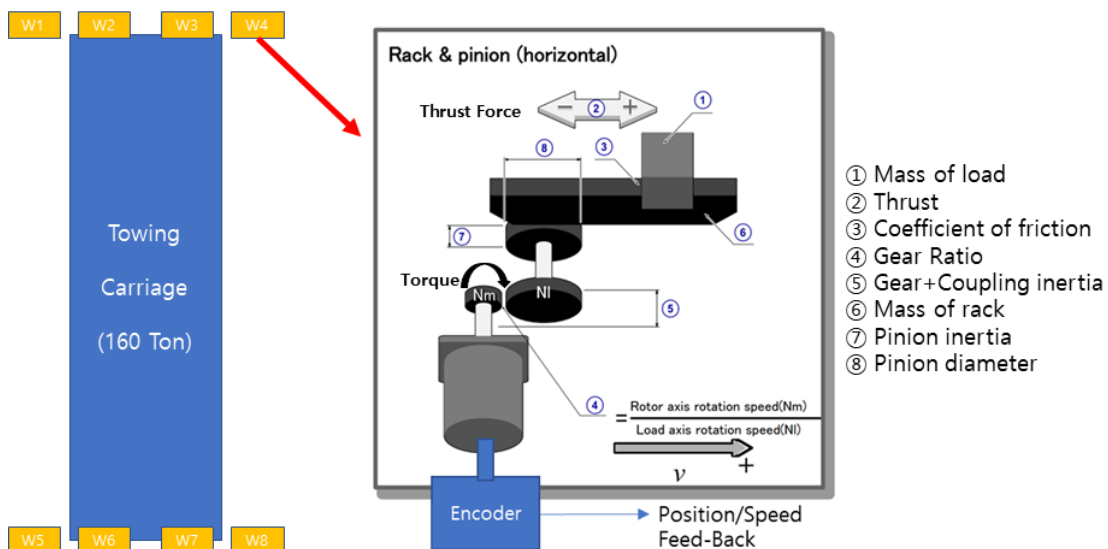 W1 W2 W3 W4
Towing
Carriage
(160 Ton)
W5 W6 W7 W8
Rack & pinion (horizontal)
Thrust Force
− ② +
①
⑧
③
⑦
⑥
Torque
Nm
Nl
⑤
④
= Rotor axis rotation speed(Nm)
Load axis rotation speed(Nl)
v +
Encoder
Position/Speed
Feed-Back
① Mass of load
② Thrust
③ Coefficient of friction
④ Gear Ratio
⑤ Gear+Coupling inertia
⑥ Mass of rack
⑦ Pinion inertia
⑧ Pinion diameter